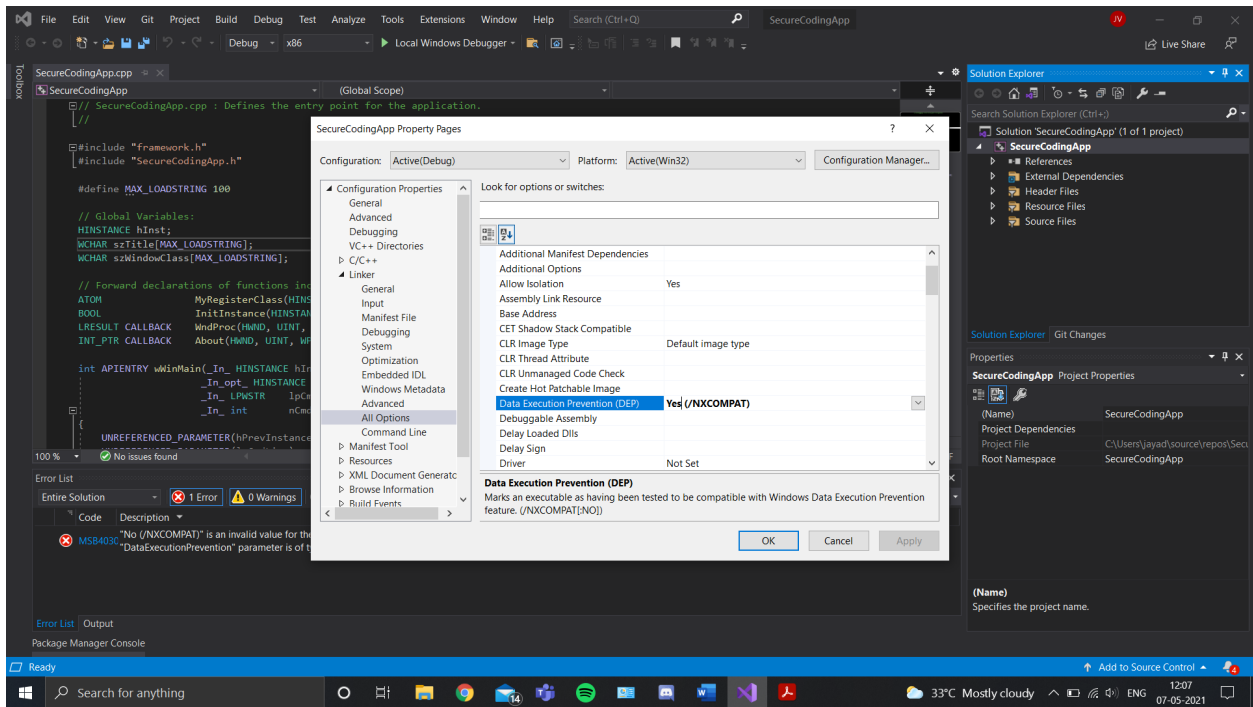 File Edit View Git Project Build Debug Test Analyze Tools Extensions Window Help Search (Ctrl+Q) SecureCodingApp JV
Debug x86 Local Windows Debugger Live Share
Toolbox
SecureCodingApp.cpp
SecureCodingApp (Global Scope)
// SecureCodingApp.cpp : Defines the entry point for the application.
//
#include "framework.h"
#include "SecureCodingApp.h"
#define MAX_LOADSTRING 100
// Global Variables:
HINSTANCE hInst;
WCHAR szTitle[MAX_LOADSTRING];
WCHAR szWindowClass[MAX_LOADSTRING];
// Forward declarations of functions inc
ATOM MyRegisterClass(HINS
BOOL InitInstance(HINSTAN
LRESULT CALLBACK WndProc(HWND, UINT,
INT_PTR CALLBACK About(HWND, UINT, WP
int APIENTRY wWinMain(_In_ HINSTANCE hIn
_In_opt_ HINSTANCE
_In_ LPWSTR lpCm
_In_ int nCmd
{
UNREFERENCED_PARAMETER(hPrevInstance
100 % No issues found
SecureCodingApp Property Pages ?
Configuration: Active(Debug) Platform: Active(Win32) Configuration Manager...
Configuration Properties
General
Advanced
Debugging
VC++ Directories
C/C++
Linker
General
Input
Manifest File
Debugging
System
Optimization
Embedded IDL
Windows Metadata
Advanced
All Options
Command Line
Manifest Tool
Resources
XML Document Generatc
Browse Information
Build Events
Look for options or switches:
Additional Manifest Dependencies
Additional Options
Allow Isolation Yes
Assembly Link Resource
Base Address
CET Shadow Stack Compatible
CLR Image Type Default image type
CLR Thread Attribute
CLR Unmanaged Code Check
Create Hot Patchable Image
Data Execution Prevention (DEP) Yes (/NXCOMPAT)
Debuggable Assembly
Delay Loaded Dlls
Delay Sign
Driver Not Set
Data Execution Prevention (DEP)
Marks an executable as having been tested to be compatible with Windows Data Execution Prevention
feature. (/NXCOMPAT[:NO])
OK Cancel Apply
Solution Explorer
Search Solution Explorer (Ctrl+;)
Solution 'SecureCodingApp' (1 of 1 project)
SecureCodingApp
References
External Dependencies
Header Files
Resource Files
Source Files
Solution Explorer Git Changes
Properties
SecureCodingApp Project Properties
(Name) SecureCodingApp
Project Dependencies
Project File C:\Users\jayad\source\repos\Secu
Root Namespace SecureCodingApp
(Name)
Specifies the project name.
Error List
Entire Solution 1 Error 0 Warnings
Code Description
MSB4030 "No (/NXCOMPAT)" is an invalid value for the
"DataExecutionPrevention" parameter is of t
Error List Output
Package Manager Console
Ready Add to Source Control 4
Search for anything 14 33°C Mostly cloudy ENG 12:07
07-05-2021